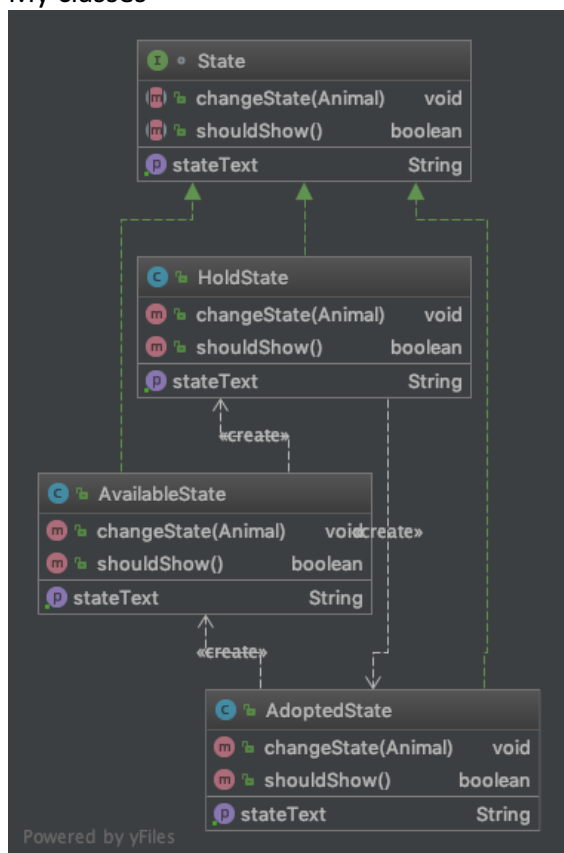 My classes
I State
m changeState(Animal) void
m shouldShow() boolean
p stateText String
C HoldState
m changeState(Animal) void
m shouldShow() boolean
p stateText String
«create»
C AvailableState
m changeState(Animal) void
«create»
m shouldShow() boolean
p stateText String
«create»
C AdoptedState
m changeState(Animal) void
m shouldShow() boolean
p stateText String
Powered by yFiles